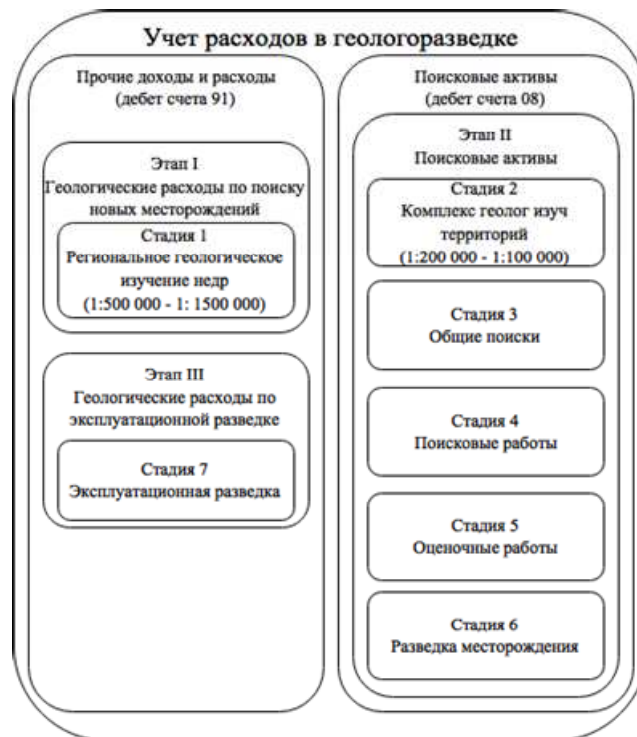 Учет расходов в геологоразведке
Прочие доходы и расходы
(дебет счета 91)
Этап I
Геологические расходы по поиску
новых месторождений
Стадия 1
Региональное геологическое
изучение недр
(1:500 000 - 1: 1500 000)
Этап III
Геологические расходы по
эксплуатационной разведке
Стадия 7
Эксплуатационная разведка
Поисковые активы
(дебет счета 08)
Этап II
Поисковые активы
Стадия 2
Комплекс геолог изуч
территорий
(1:200 000 - 1:100 000)
Стадия 3
Общие поиски
Стадия 4
Поисковые работы
Стадия 5
Оценочные работы
Стадия 6
Разведка месторождения